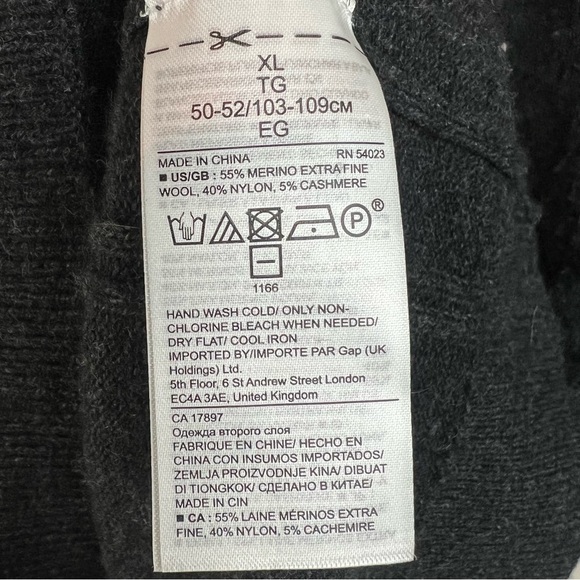 XL
TG
50-52/103-109CM
EG
MADE IN CHINA RN 54023
■ US/GB : 55% MERINO EXTRA FINE
WOOL, 40% NYLON, 5% CASHMERE
P®
1166
HAND WASH COLD/ ONLY NON-
CHLORINE BLEACH WHEN NEEDED/
DRY FLAT/ COOL IRON
IMPORTED BY/IMPORTE PAR Gap (UK
Holdings) Ltd.
5th Floor, 6 St Andrew Street London
EC4A 3AE, United Kingdom
CA 17897
Одежда второго слоя
FABRIQUE EN CHINE/ HECHO EN
CHINA CON INSUMOS IMPORTADOS/
ZEMLJA PROIZVODNJE KINA/ DIBUAT
DI TIONGKOK/ СДЕЛАНО В КИТАЕ/
MADE IN CIN
■ CA : 55% LAINE MÉRINOS EXTRA
FINE, 40% NYLON, 5% CACHEMIRE